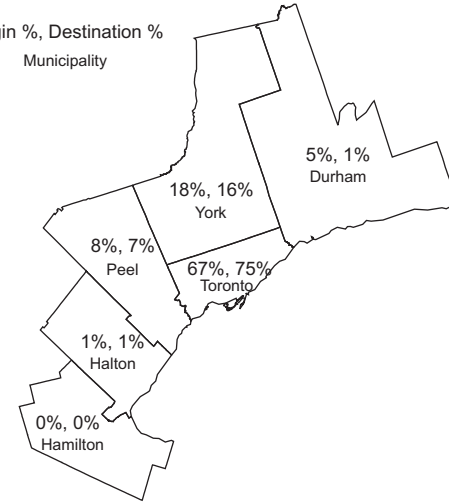 gin %, Destination %
Municipality
5%, 1%
Durham
18%, 16%
York
8%, 7%
Peel
67%, 75%
Toronto
1%, 1%
Halton
0%, 0%
Hamilton